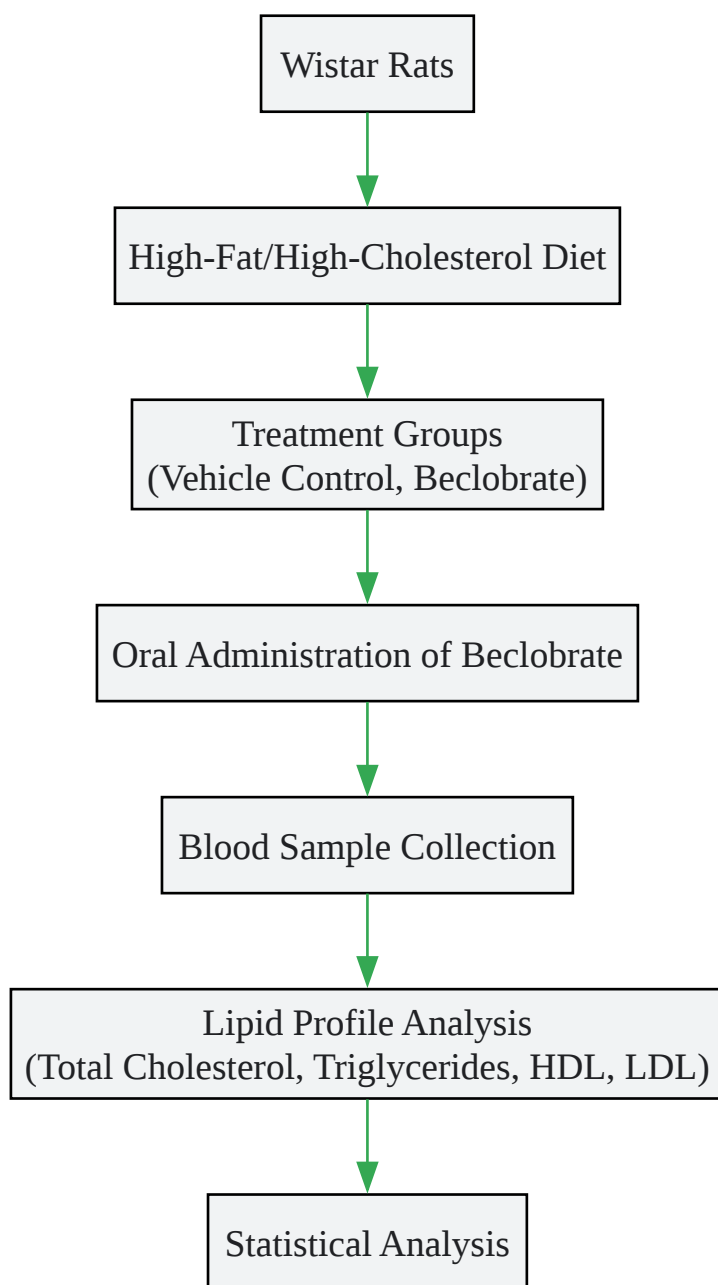 Wistar Rats
High-Fat/High-Cholesterol Diet
Treatment Groups
(Vehicle Control, Beclobrate)
Oral Administration of Beclobrate
Blood Sample Collection
Lipid Profile Analysis
(Total Cholesterol, Triglycerides, HDL, LDL)
Statistical Analysis